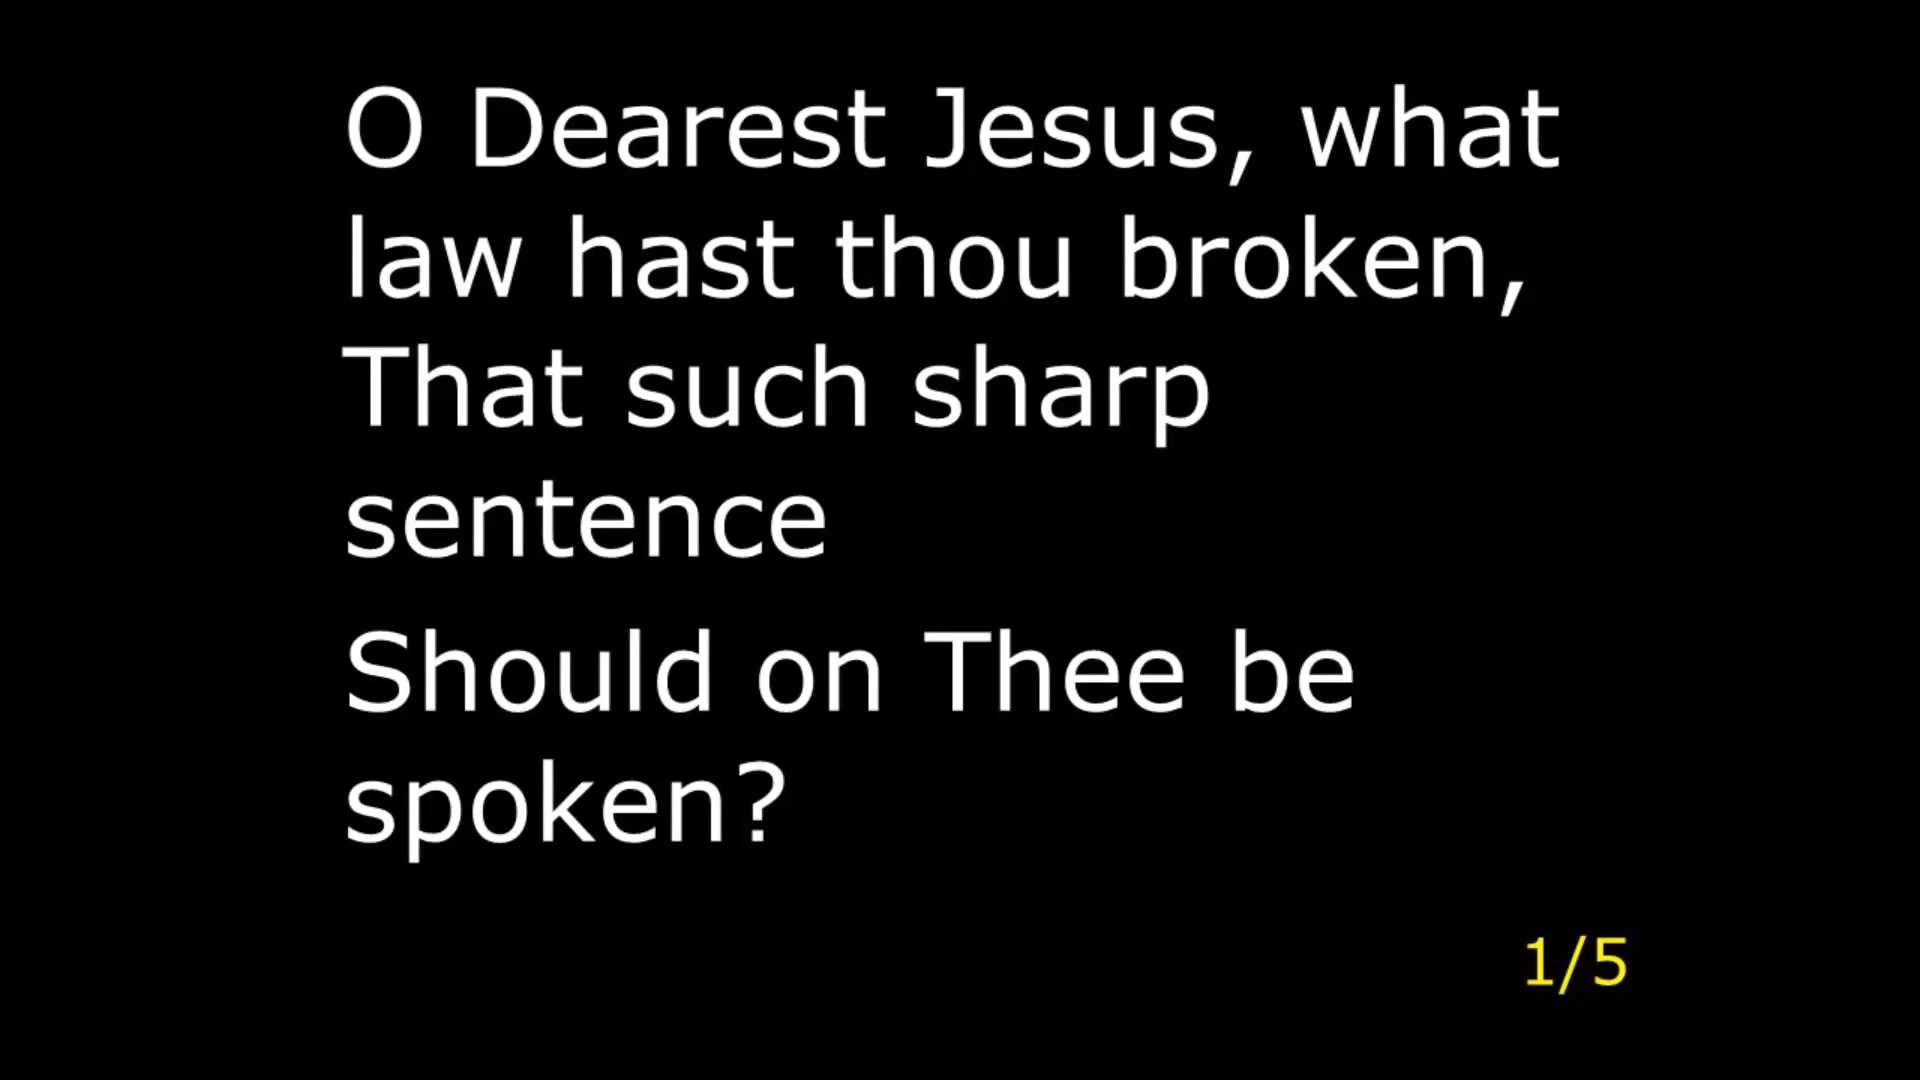 O Dearest Jesus, what
law hast thou broken,
That such sharp
sentence
Should on Thee be
spoken?
1/5